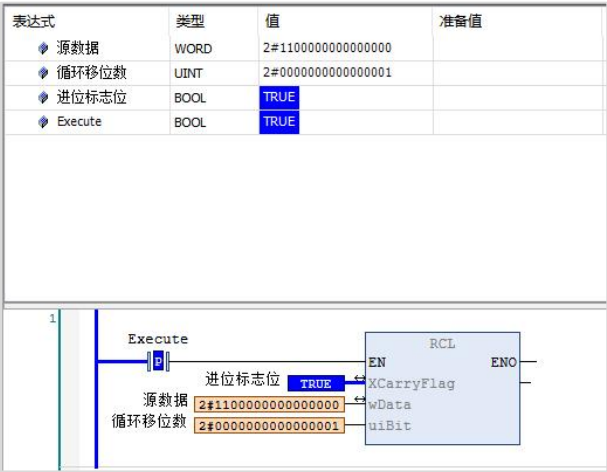 表达式 类型 值 准备值
源数据 WORD 2#1100000000000000
循环移位数 UINT 2#0000000000000001
进位标志位 BOOL TRUE
Execute BOOL TRUE
1
Execute RCL
P EN ENO
进位标志位 TRUE XCarryFlag
源数据 2#1100000000000000 wData
循环移位数 2#0000000000000001 uiBit